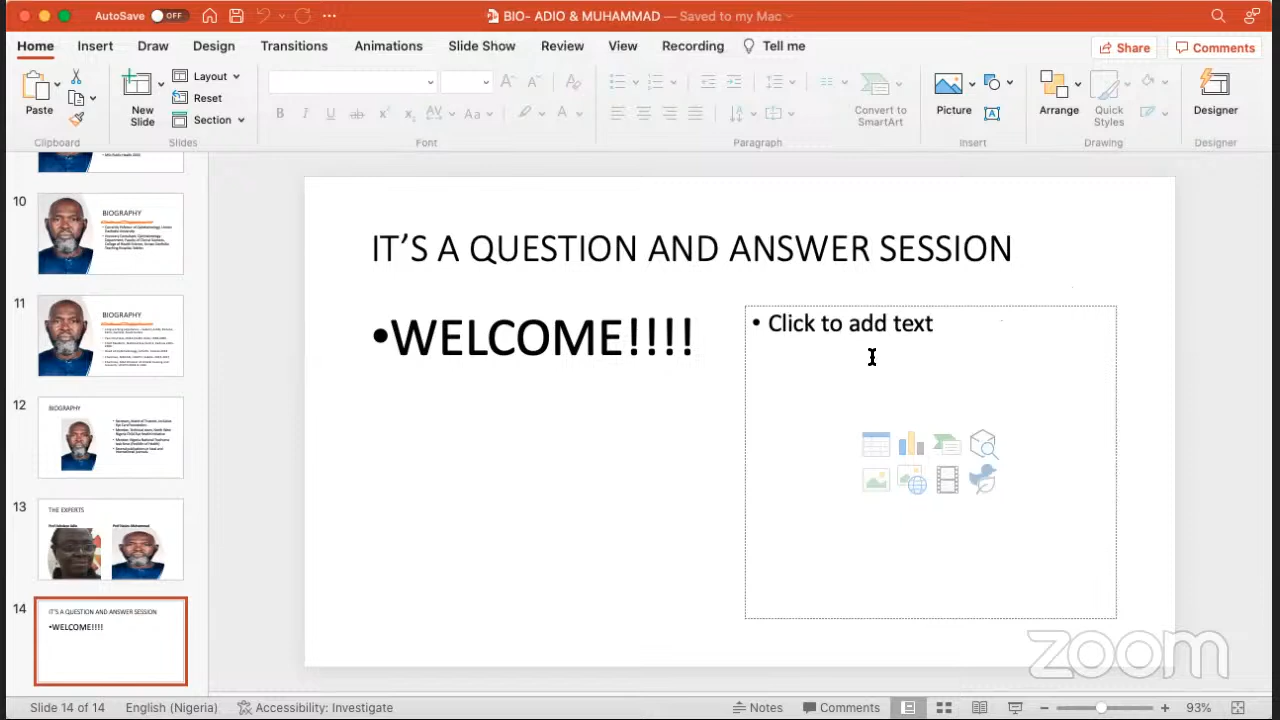 AutoSave OFF
BIO- ADIO & MUHAMMAD — Saved to my Mac
Home Insert Draw Design Transitions Animations Slide Show Review View Recording Tell me Share Comments
Paste
New Slide
Layout
Reset
Section
Aa
Convert to SmartArt
Picture
Arrange
Quick Styles
Designer
Clipboard Slides Font Paragraph Insert Drawing Designer
10
BIOGRAPHY
11
BIOGRAPHY
12
BIOGRAPHY
13
THE EXPERTS
14
IT'S A QUESTION AND ANSWER SESSION
•WELCOME!!!!
IT’S A QUESTION AND ANSWER SESSION
•WELCOME!!!!
• Click to add text
zoom
Slide 14 of 14 English (Nigeria) Accessibility: Investigate Notes Comments 93%